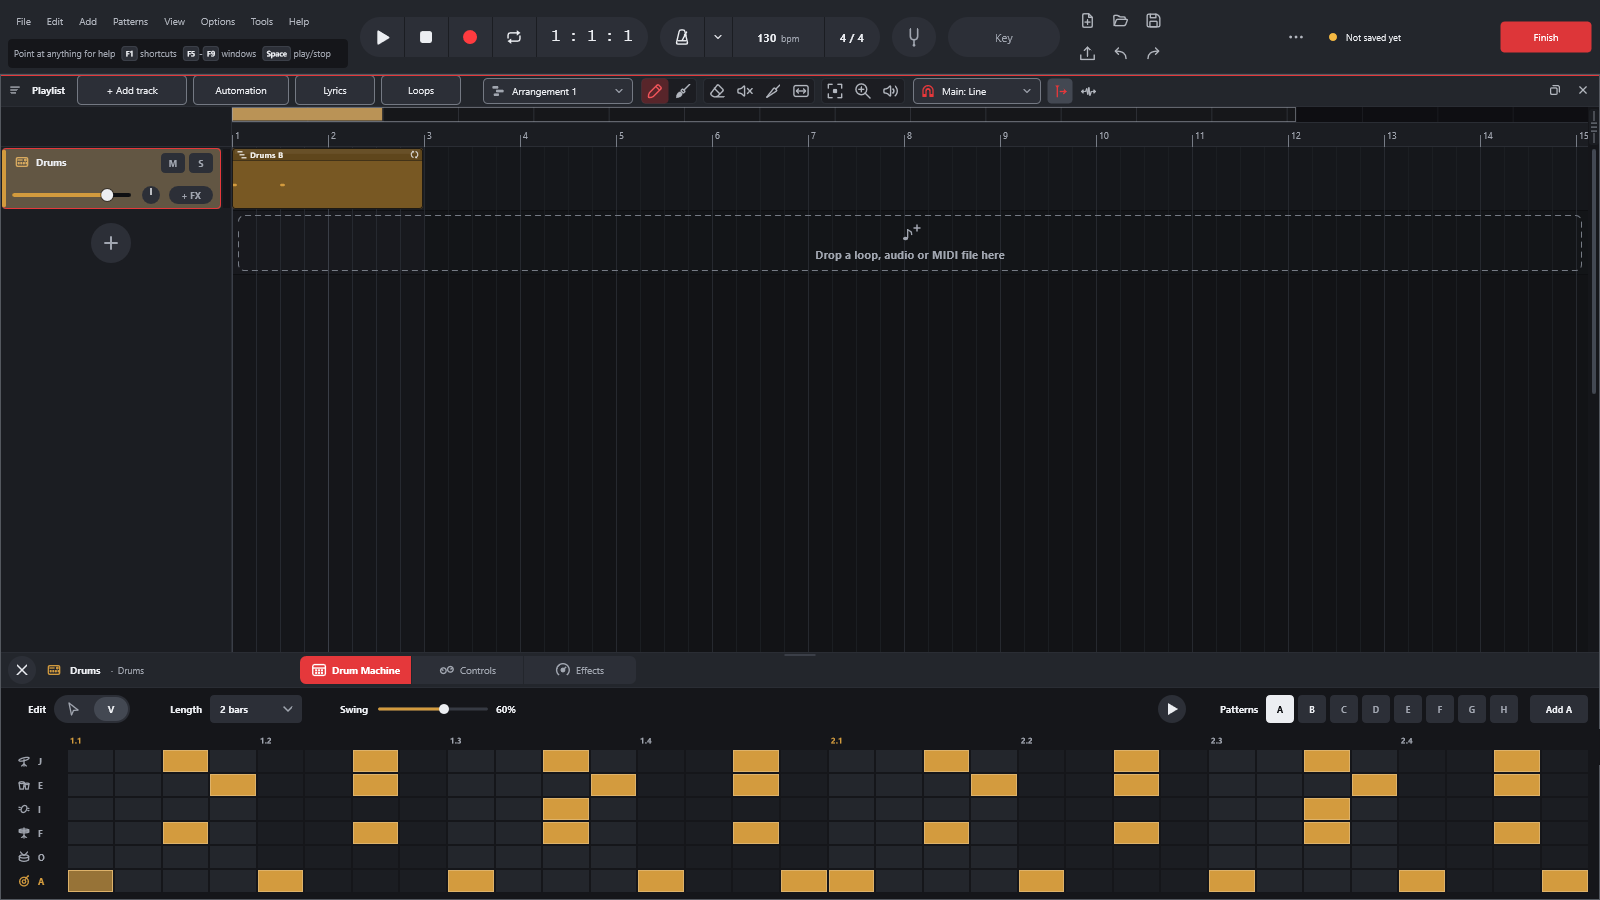 File Edit Add Patterns View Options Tools Help
Point at anything for help F1 shortcuts F5 - F9 windows Space play/stop
1 : 1 : 1
130 bpm
4 / 4
Key
Not saved yet
Finish
Playlist
+ Add track
Automation
Lyrics
Loops
Arrangement 1
Main: Line
1 2 3 4 5 6 7 8 9 10 11 12 13 14 15
Drums M S
+ FX
Drums B
Drop a loop, audio or MIDI file here
Drums - Drums
Drum Machine
Controls
Effects
Edit V
Length 2 bars
Swing 60%
Patterns A B C D E F G H Add A
1.1 1.2 1.3 1.4 2.1 2.2 2.3 2.4
J
E
I
F
O
A